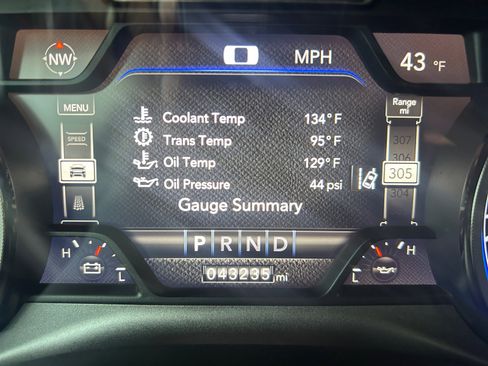 NW
0 MPH
43 °F
MENU
Range
mi
SPEED
Coolant Temp 134°F
Trans Temp 95°F
Oil Temp 129°F
Oil Pressure 44 psi
Gauge Summary
307
306
305
304
P R N D
H L
043235 mi
L H